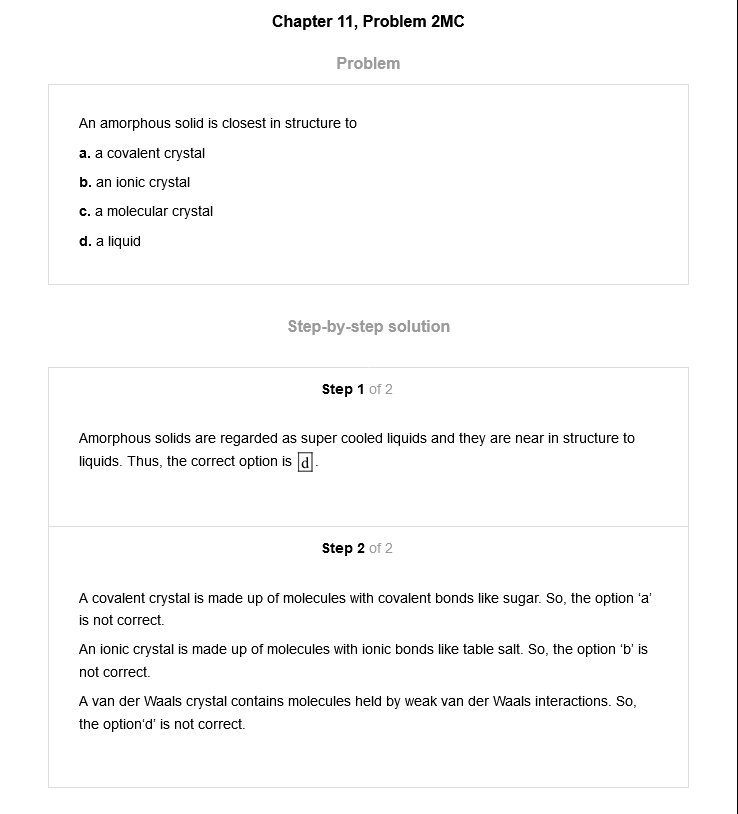 Chapter 11, Problem 2MC
Problem
An amorphous solid is closest in structure to
a. a covalent crystal
b. an ionic crystal
c. a molecular crystal
d. a liquid
Step-by-step solution
Step 1 of 2
Amorphous solids are regarded as super cooled liquids and they are near in structure to
liquids. Thus, the correct option is d.
Step 2 of 2
A covalent crystal is made up of molecules with covalent bonds like sugar. So, the option ‘a’
is not correct.
An ionic crystal is made up of molecules with ionic bonds like table salt. So, the option ‘b’ is
not correct.
A van der Waals crystal contains molecules held by weak van der Waals interactions. So,
the option‘d’ is not correct.